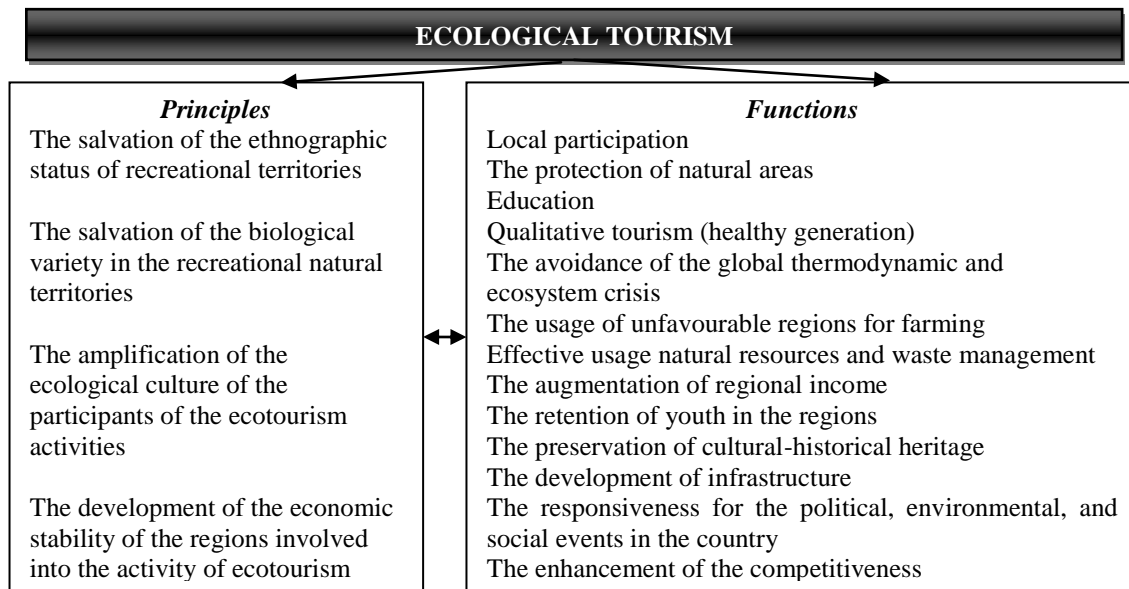 ECOLOGICAL TOURISM
Principles
The salvation of the ethnographic
status of recreational territories
The salvation of the biological
variety in the recreational natural
territories
The amplification of the
ecological culture of the
participants of the ecotourism
activities
The development of the economic
stability of the regions involved
into the activity of ecotourism
Functions
Local participation
The protection of natural areas
Education
Qualitative tourism (healthy generation)
The avoidance of the global thermodynamic and
ecosystem crisis
The usage of unfavourable regions for farming
Effective usage natural resources and waste management
The augmentation of regional income
The retention of youth in the regions
The preservation of cultural-historical heritage
The development of infrastructure
The responsiveness for the political, environmental, and
social events in the country
The enhancement of the competitiveness